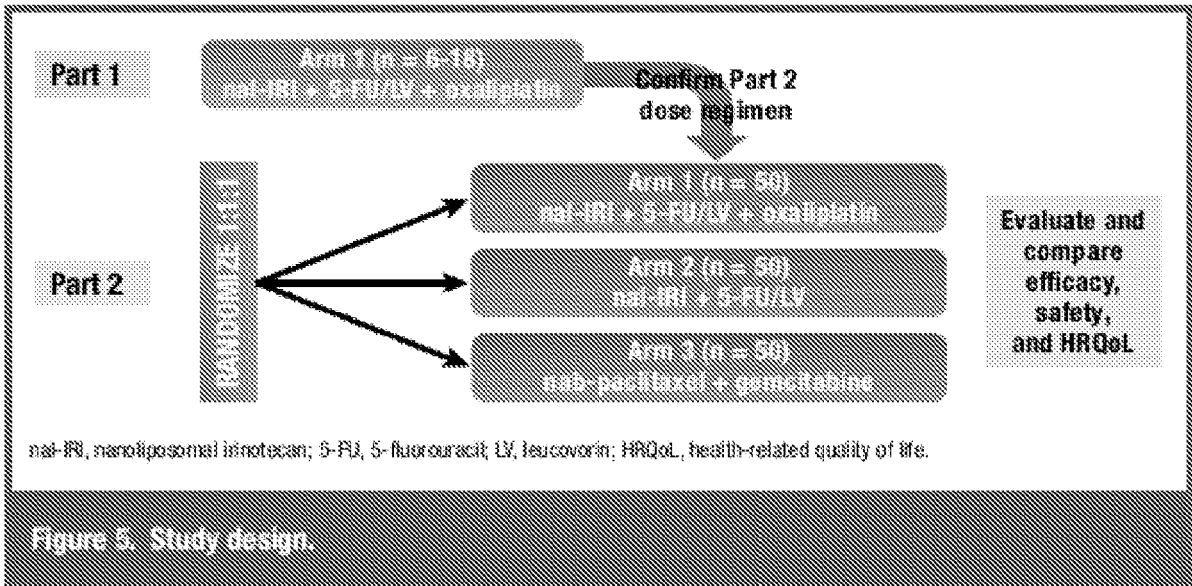 Part 1
Arm 1 (n = 6-18)
nal-IRI + 5-FU/LV + oxaliplatin
Confirm Part 2
dose regimen
Part 2
RANDOMIZE 1:1:1
Arm 1 (n = 50)
nal-IRI + 5-FU/LV + oxaliplatin
Arm 2 (n = 50)
nal-IRI + 5-FU/LV
Arm 3 (n = 50)
nab-paclitaxel + gemcitabine
Evaluate and
compare
efficacy,
safety,
and HRQoL
nal-IRI, nanoliposomal irinotecan; 5-FU, 5-fluorouracil; LV, leucovorin; HRQoL, health-related quality of life.
Figure 5. Study design.